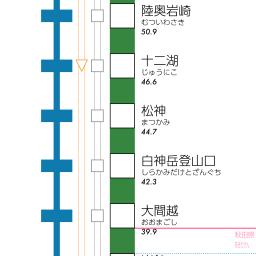 陸奥岩崎
むついわさき
50.9
十二湖
じゅうにこ
46.6
松神
まつかみ
44.7
白神岳登山口
しらかみだけとざんぐち
42.3
大間越
おおまごし
39.9
秋田県